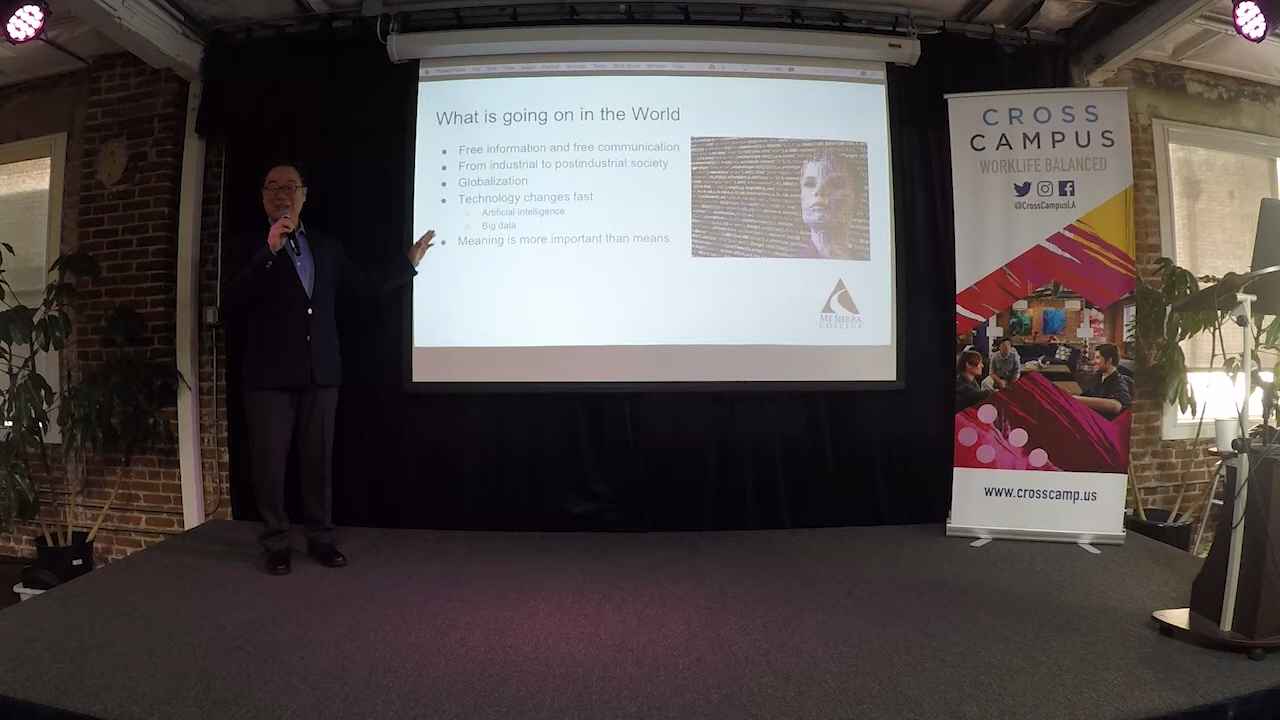 What is going on in the World
Free information and free communication
From industrial to postindustrial society
Globalization
Technology changes fast
Artificial intelligence
Big data
Meaning is more important than means
MT SIERRA
COLLEGE
CROSS
CAMPUS
WORKLIFE BALANCED
@CrossCampusLA
www.crosscamp.us